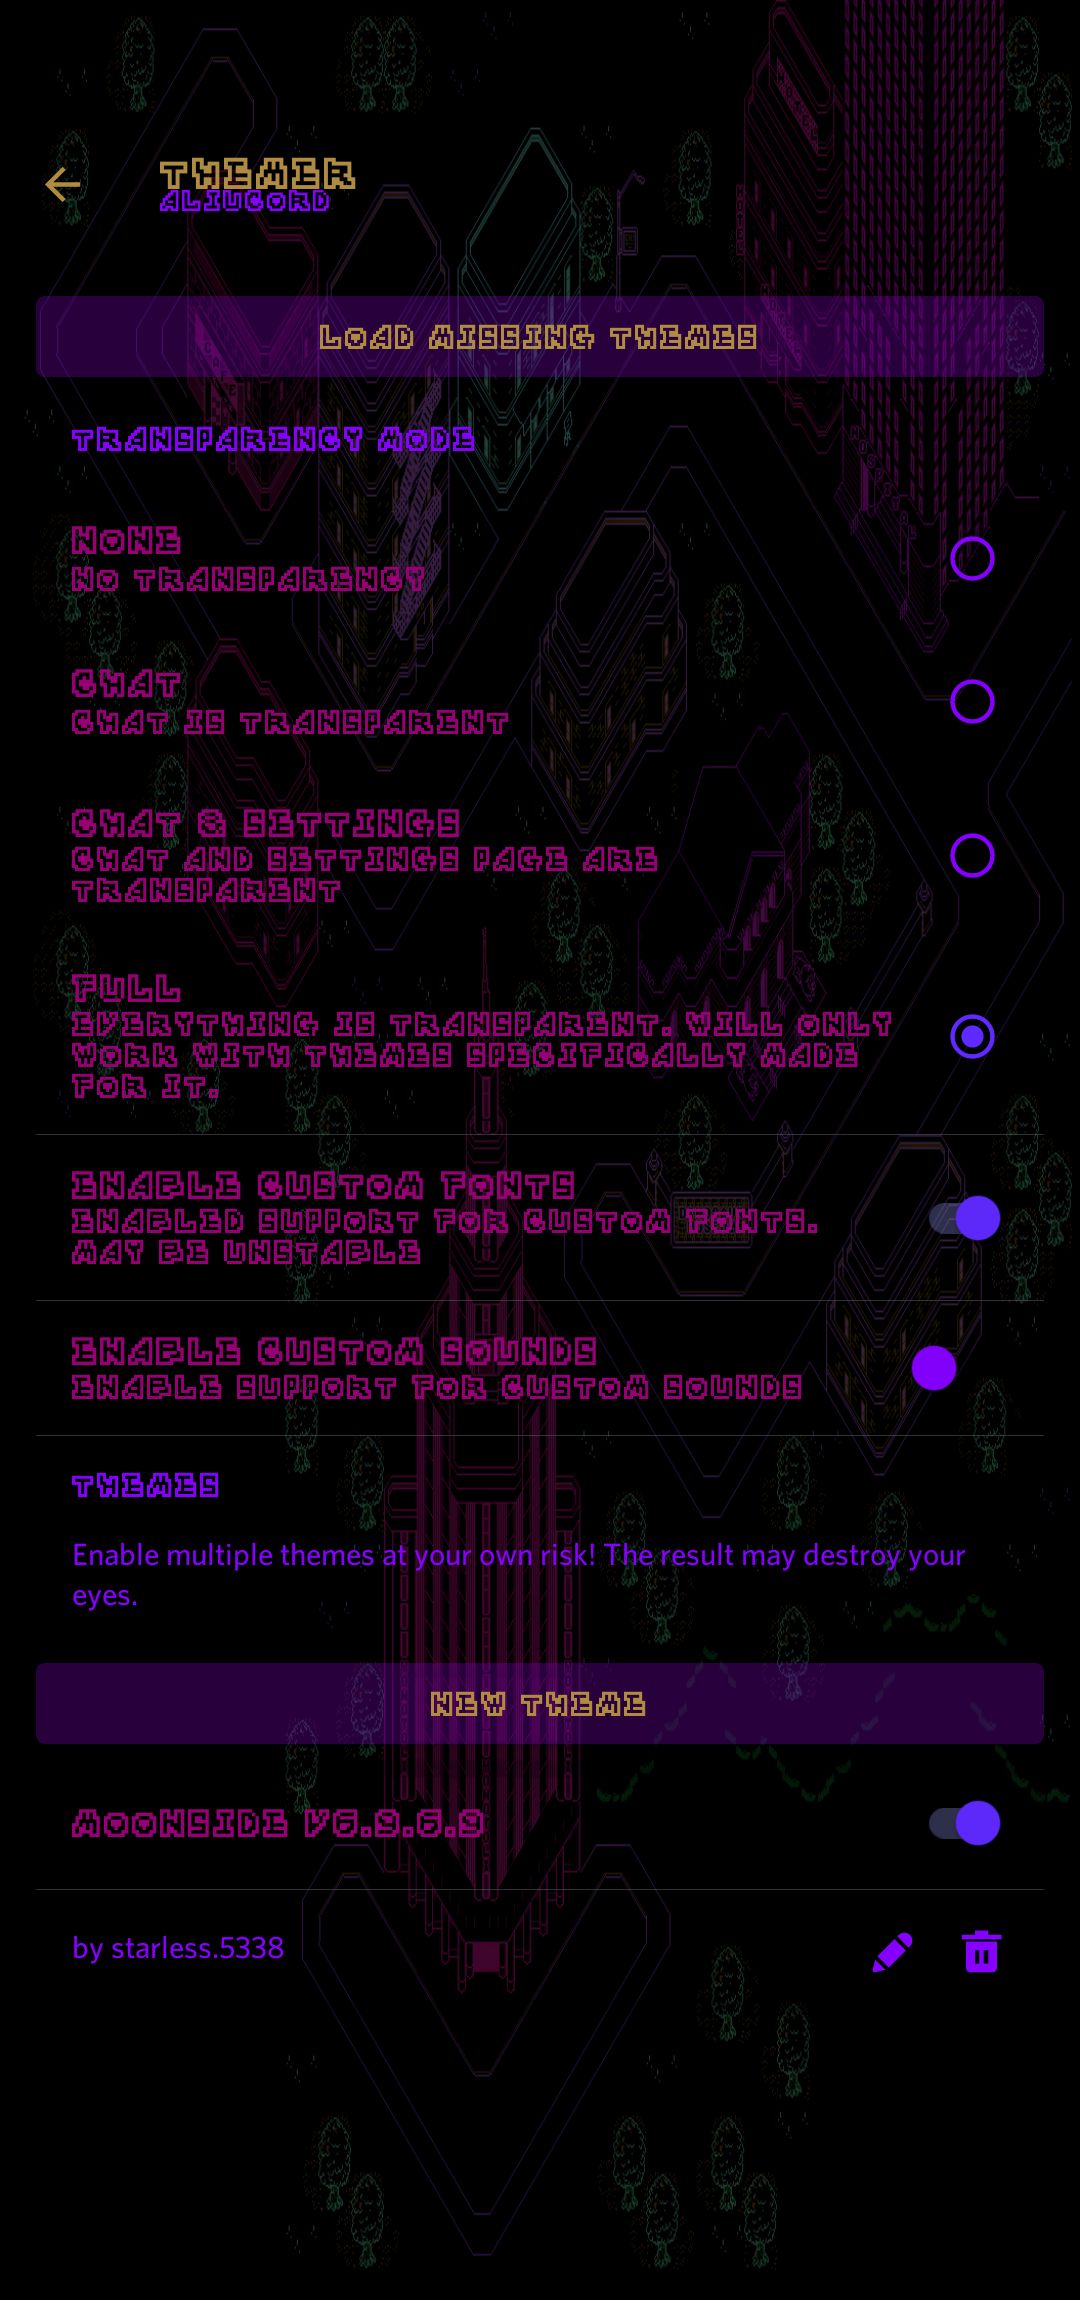 THEMER
ALIUCORD
LOAD MISSING THEMES
TRANSPARENCY MODE
NONE
NO TRANSPARENCY
CHAT
CHAT IS TRANSPARENT
CHAT & SETTINGS
CHAT AND SETTINGS PAGE ARE
TRANSPARENT
FULL
EVERYTHING IS TRANSPARENT. WILL ONLY
WORK WITH THEMES SPECIFICALLY MADE
FOR IT.
ENABLE CUSTOM FONTS
ENABLED SUPPORT FOR CUSTOM FONTS.
MAY BE UNSTABLE
ENABLE CUSTOM SOUNDS
ENABLE SUPPORT FOR CUSTOM SOUNDS
THEMES
Enable multiple themes at your own risk! The result may destroy your
eyes.
NEW THEME
MOONSIDE V6.9.6.9
by starless.5338